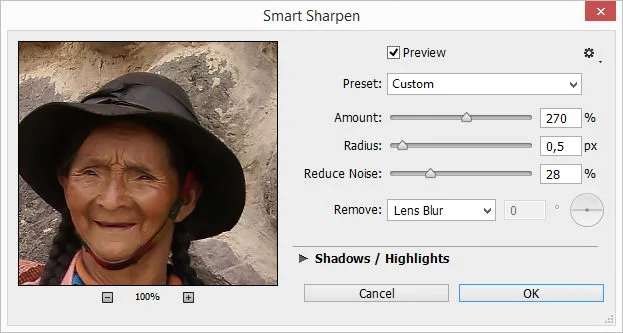 Smart Sharpen
x
Preview
Preset: Custom
Amount: 270 %
Radius: 0,5 px
Reduce Noise: 28 %
Remove: Lens Blur 0 °
Shadows / Highlights
100%
Cancel OK